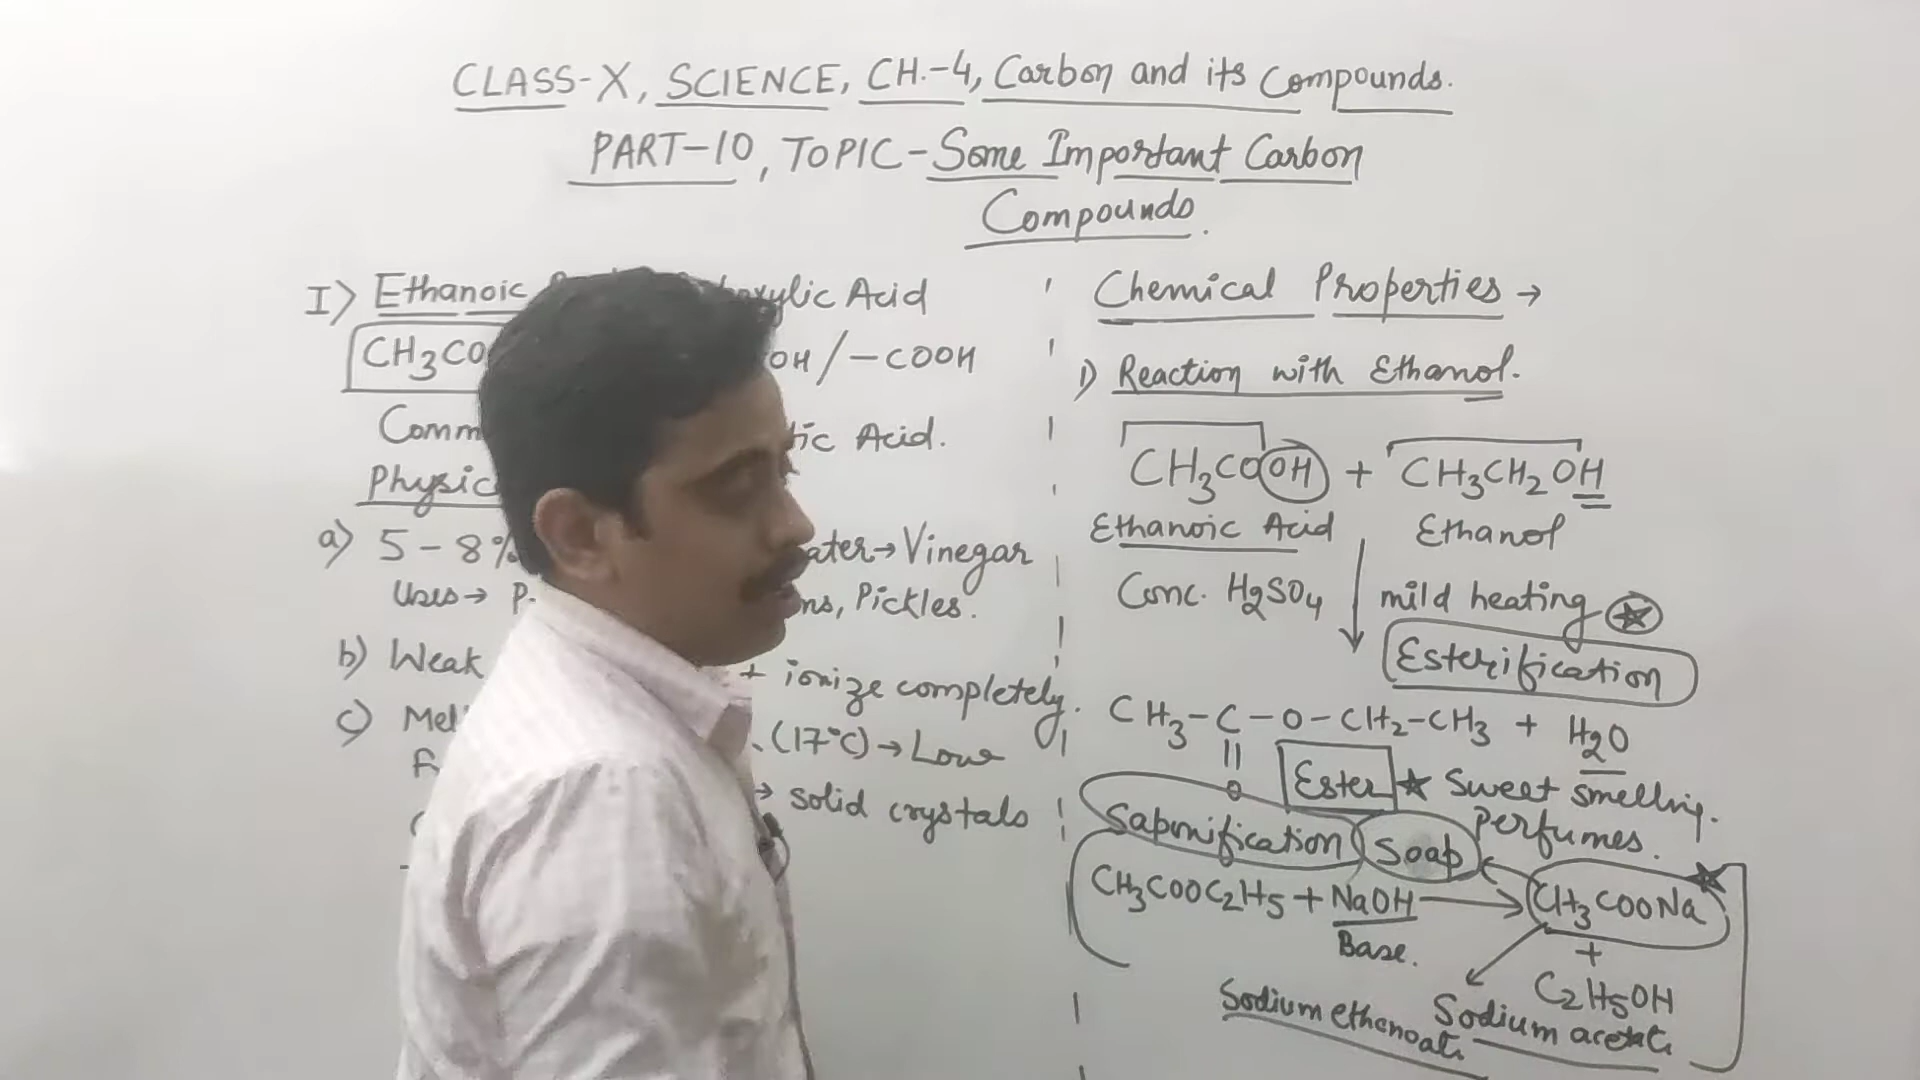 CLASS-X, SCIENCE, CH.-4, Carbon and its Compounds.
PART-10, TOPIC-Some Important Carbon
Compounds.
I) Ethanoic xylic Acid
CH3CO OH/-COOH
Comm tic Acid.
Physic
a) 5-8% ater→Vinegar
Uses→ P ns, Pickles.
b) Weak + ionize completely.
c) Mel (17°C)→Low
→ solid crystals
Chemical Properties→
1) Reaction with Ethanol.
CH3COOH + CH3CH2OH
Ethanoic Acid Ethanol
Conc. H2SO4 mild heating
Esterification
CH3-C-O-CH2-CH3 + H2O
||
O
Ester ★ Sweet smelling.
Perfumes.
Saponification Soap
CH3COOC2H5 + NaOH → CH3COONa
Base. +
C2H5OH
Sodium ethanoate Sodium acetate